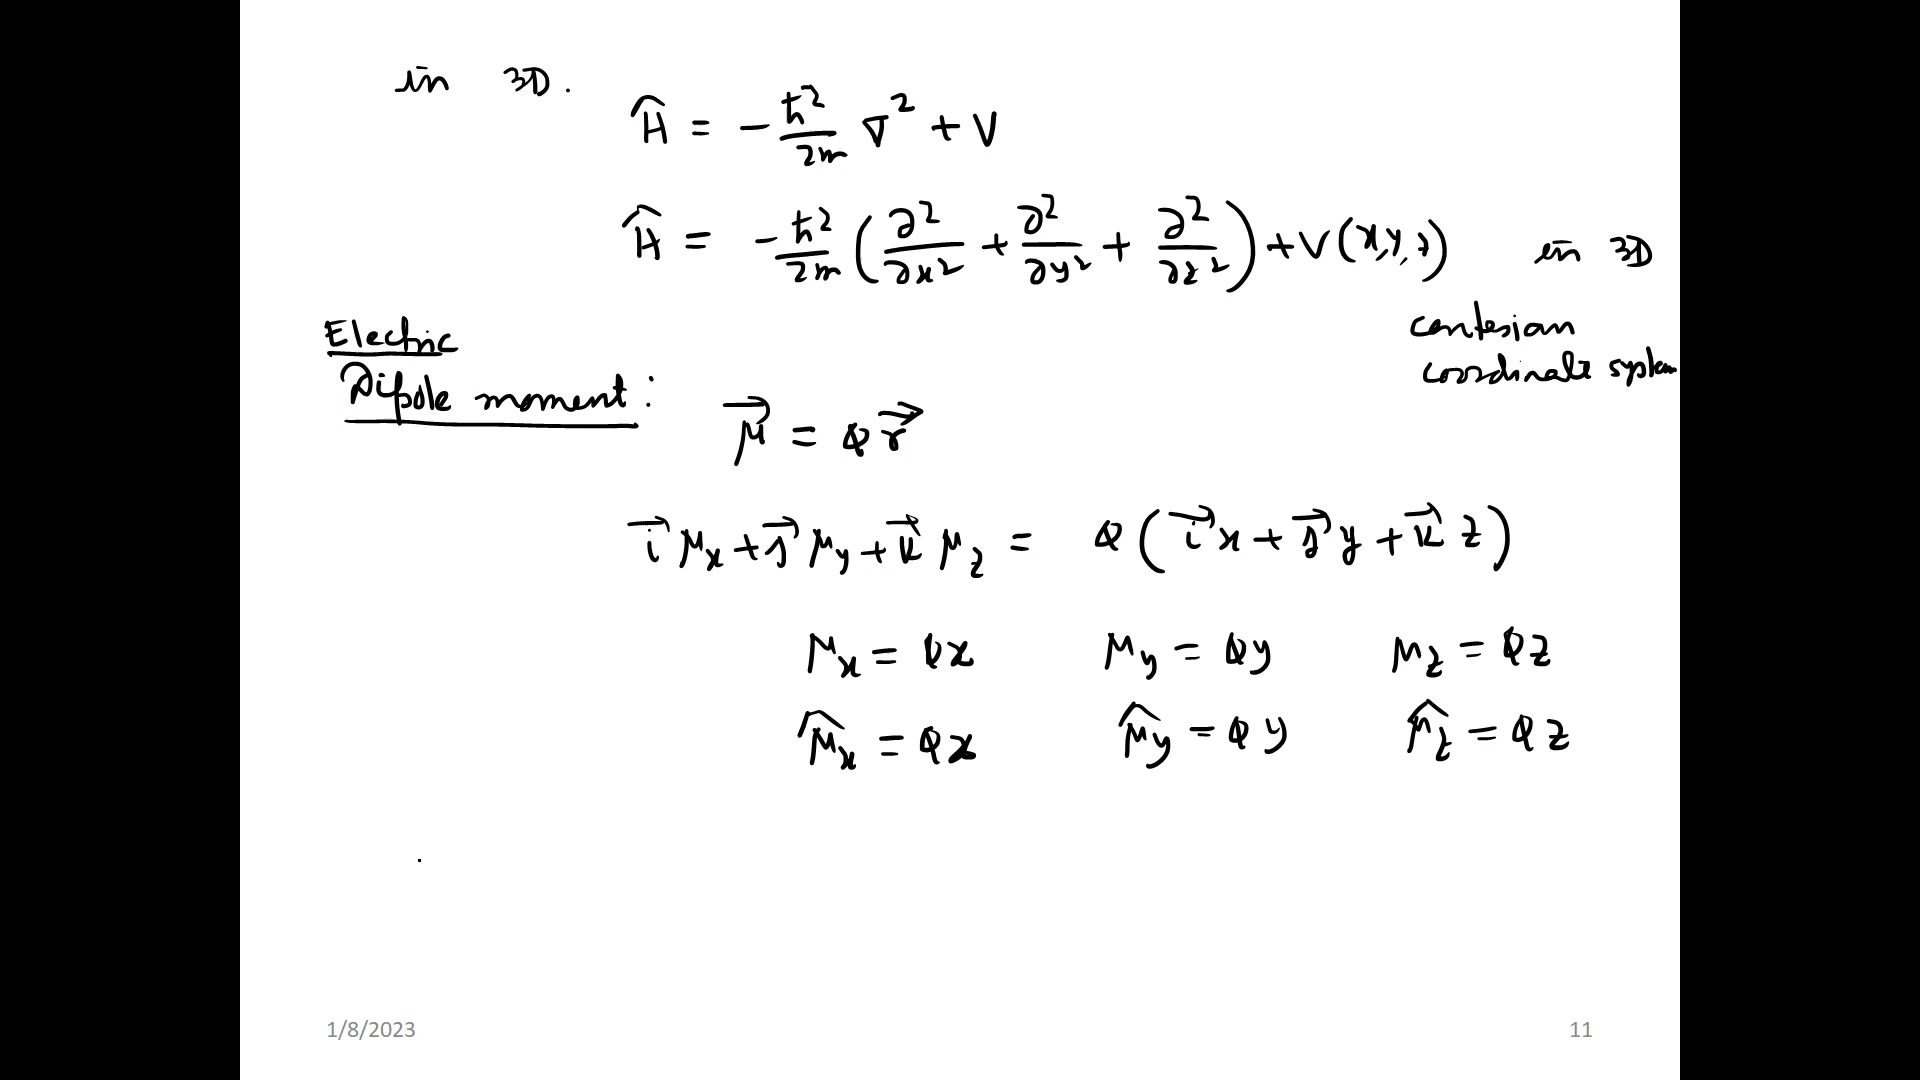 in 3D.
Ĥ = -ħ²/2m ∇² + V
Ĥ = -ħ²/2m (∂²/∂x² + ∂²/∂y² + ∂²/∂z²) + V(x,y,z) in 3D
cartesian
coordinate system
Electric
Dipole moment:
μ⃗ = Q r⃗
i⃗ μx + j⃗ μy + k⃗ μz = Q (i⃗ x + j⃗ y + k⃗ z)
μx = Qx μy = Qy μz = Qz
μ̂x = Qx μ̂y = Qy μ̂z = Qz
1/8/2023 11